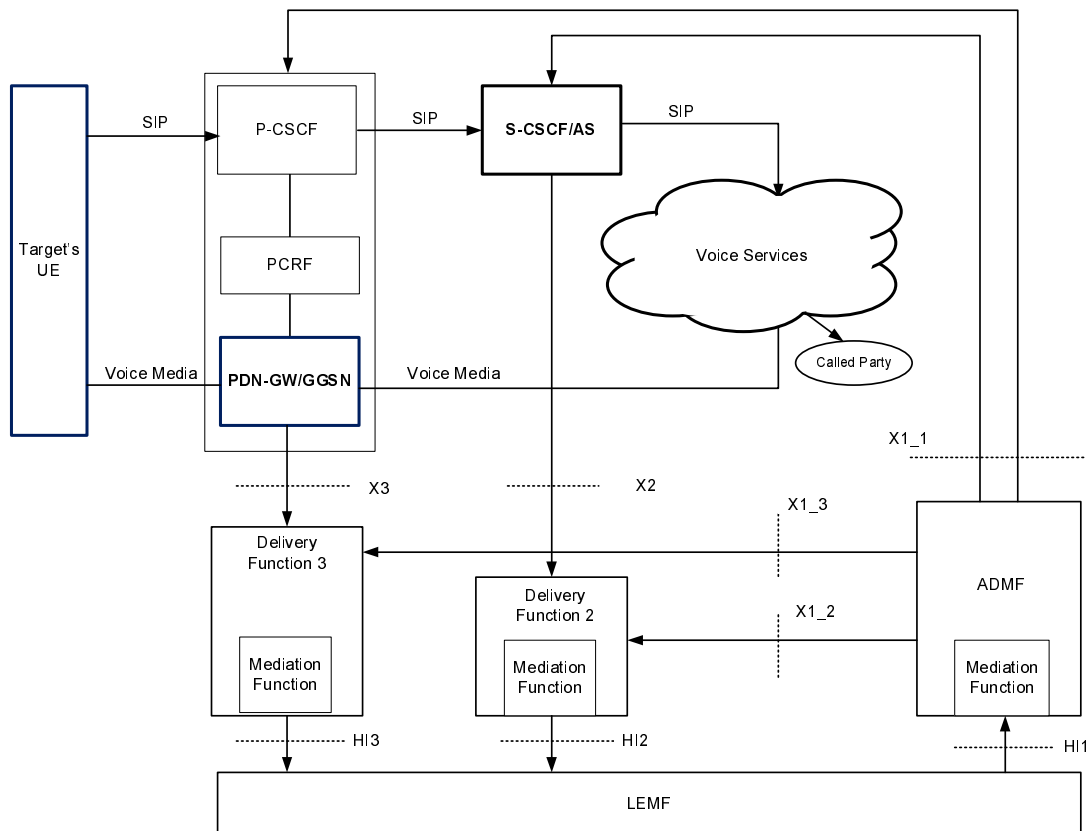 SIP
P-CSCF
SIP
S-CSCF/AS
SIP
Target's
UE
PCRF
Voice Services
Voice Media
PDN-GW/GGSN
Voice Media
Called Party
X1_1
X3
X2
X1_3
Delivery
Function 3
ADMF
Delivery
Function 2
X1_2
Mediation
Function
Mediation
Function
Mediation
Function
HI3
HI2
HI1
LEMF